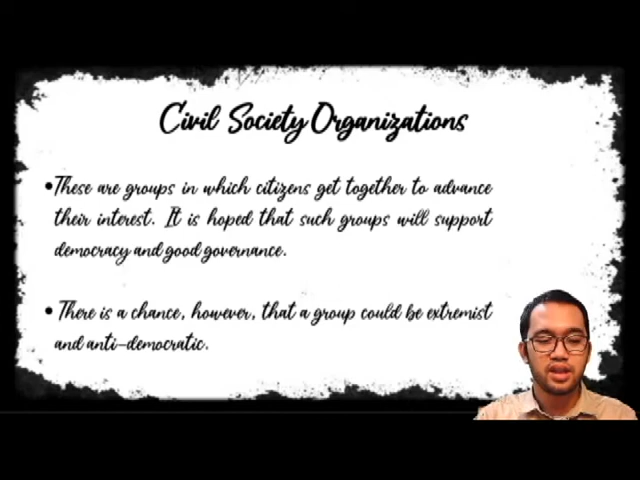 Civil Society Organizations
•These are groups in which citizens get together to advance
their interest. It is hoped that such groups will support
democracy and good governance.
• There is a chance, however, that a group could be extremist
and anti-democratic.